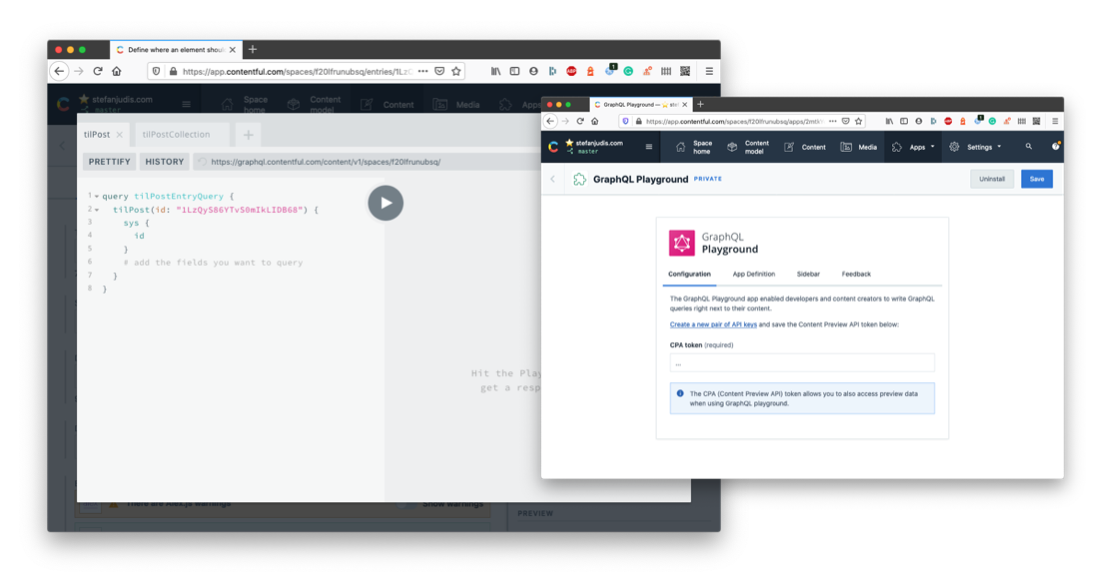 Define where an element shoul
https://app.contentful.com/spaces/f20lfrunubsq/entries/1LzQ
stefanjudis.com
master
Space home
Content model
Content
Media
Apps
tilPost
tilPostCollection
PRETTIFY
HISTORY
https://graphql.contentful.com/content/v1/spaces/f20lfrunubsq/
1 query tilPostEntryQuery {
2 tilPost(id: "1LzQyS86YTvS0mIkLIDB68") {
3 sys {
4 id
5 }
6 # add the fields you want to query
7 }
8 }
Hit the Play
get a resp
There are Alex.js warnings
Show warnings
PREVIEW
GraphQL Playground — ⭐ stef
https://app.contentful.com/spaces/f20lfrunubsq/apps/
stefanjudis.com
master
Space home
Content model
Content
Media
Apps
Settings
GraphQL Playground PRIVATE
Uninstall
Save
GraphQL
Playground
Configuration
App Definition
Sidebar
Feedback
The GraphQL Playground app enabled developers and content creators to write GraphQL
queries right next to their content.
Create a new pair of API keys and save the Content Preview API token below:
CPA token (required)
...
The CPA (Content Preview API) token allows you to also access preview data
when using GraphQL playground.